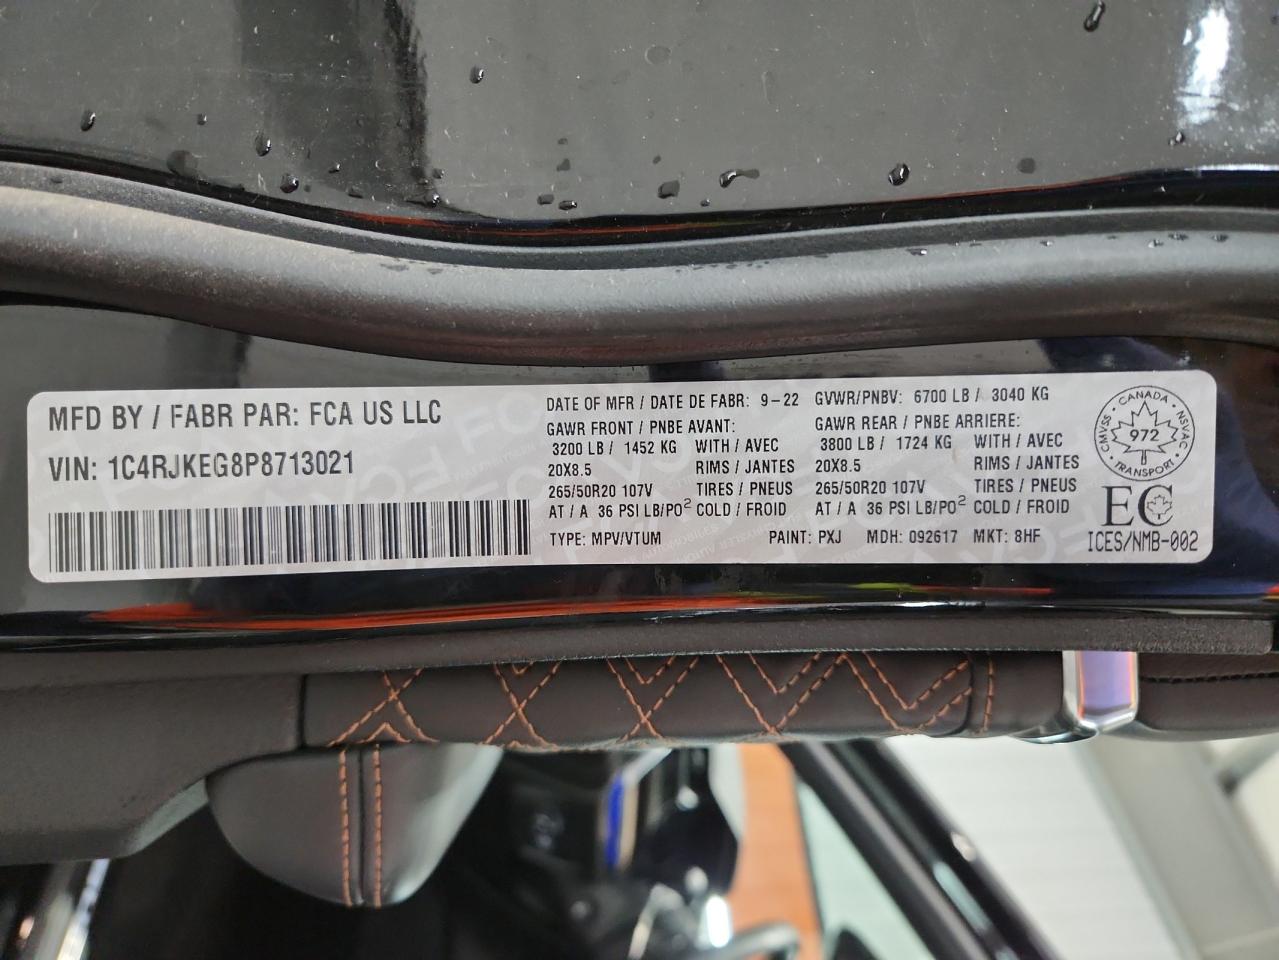 MFD BY / FABR PAR: FCA US LLC
VIN: 1C4RJKEG8P8713021
DATE OF MFR / DATE DE FABR: 9-22 GVWR/PNBV: 6700 LB / 3040 KG
GAWR FRONT / PNBE AVANT: GAWR REAR / PNBE ARRIERE:
3200 LB / 1452 KG WITH / AVEC 3800 LB / 1724 KG WITH / AVEC
20X8.5 RIMS / JANTES 20X8.5 RIMS / JANTES
265/50R20 107V TIRES / PNEUS 265/50R20 107V TIRES / PNEUS
AT / A 36 PSI LB/PO² COLD / FROID AT / A 36 PSI LB/PO² COLD / FROID
TYPE: MPV/VTUM PAINT: PXJ MDH: 092617 MKT: 8HF
CANADA
CMVSS 972 NSVAC
TRANSPORT
EC
ICES/NMB-002